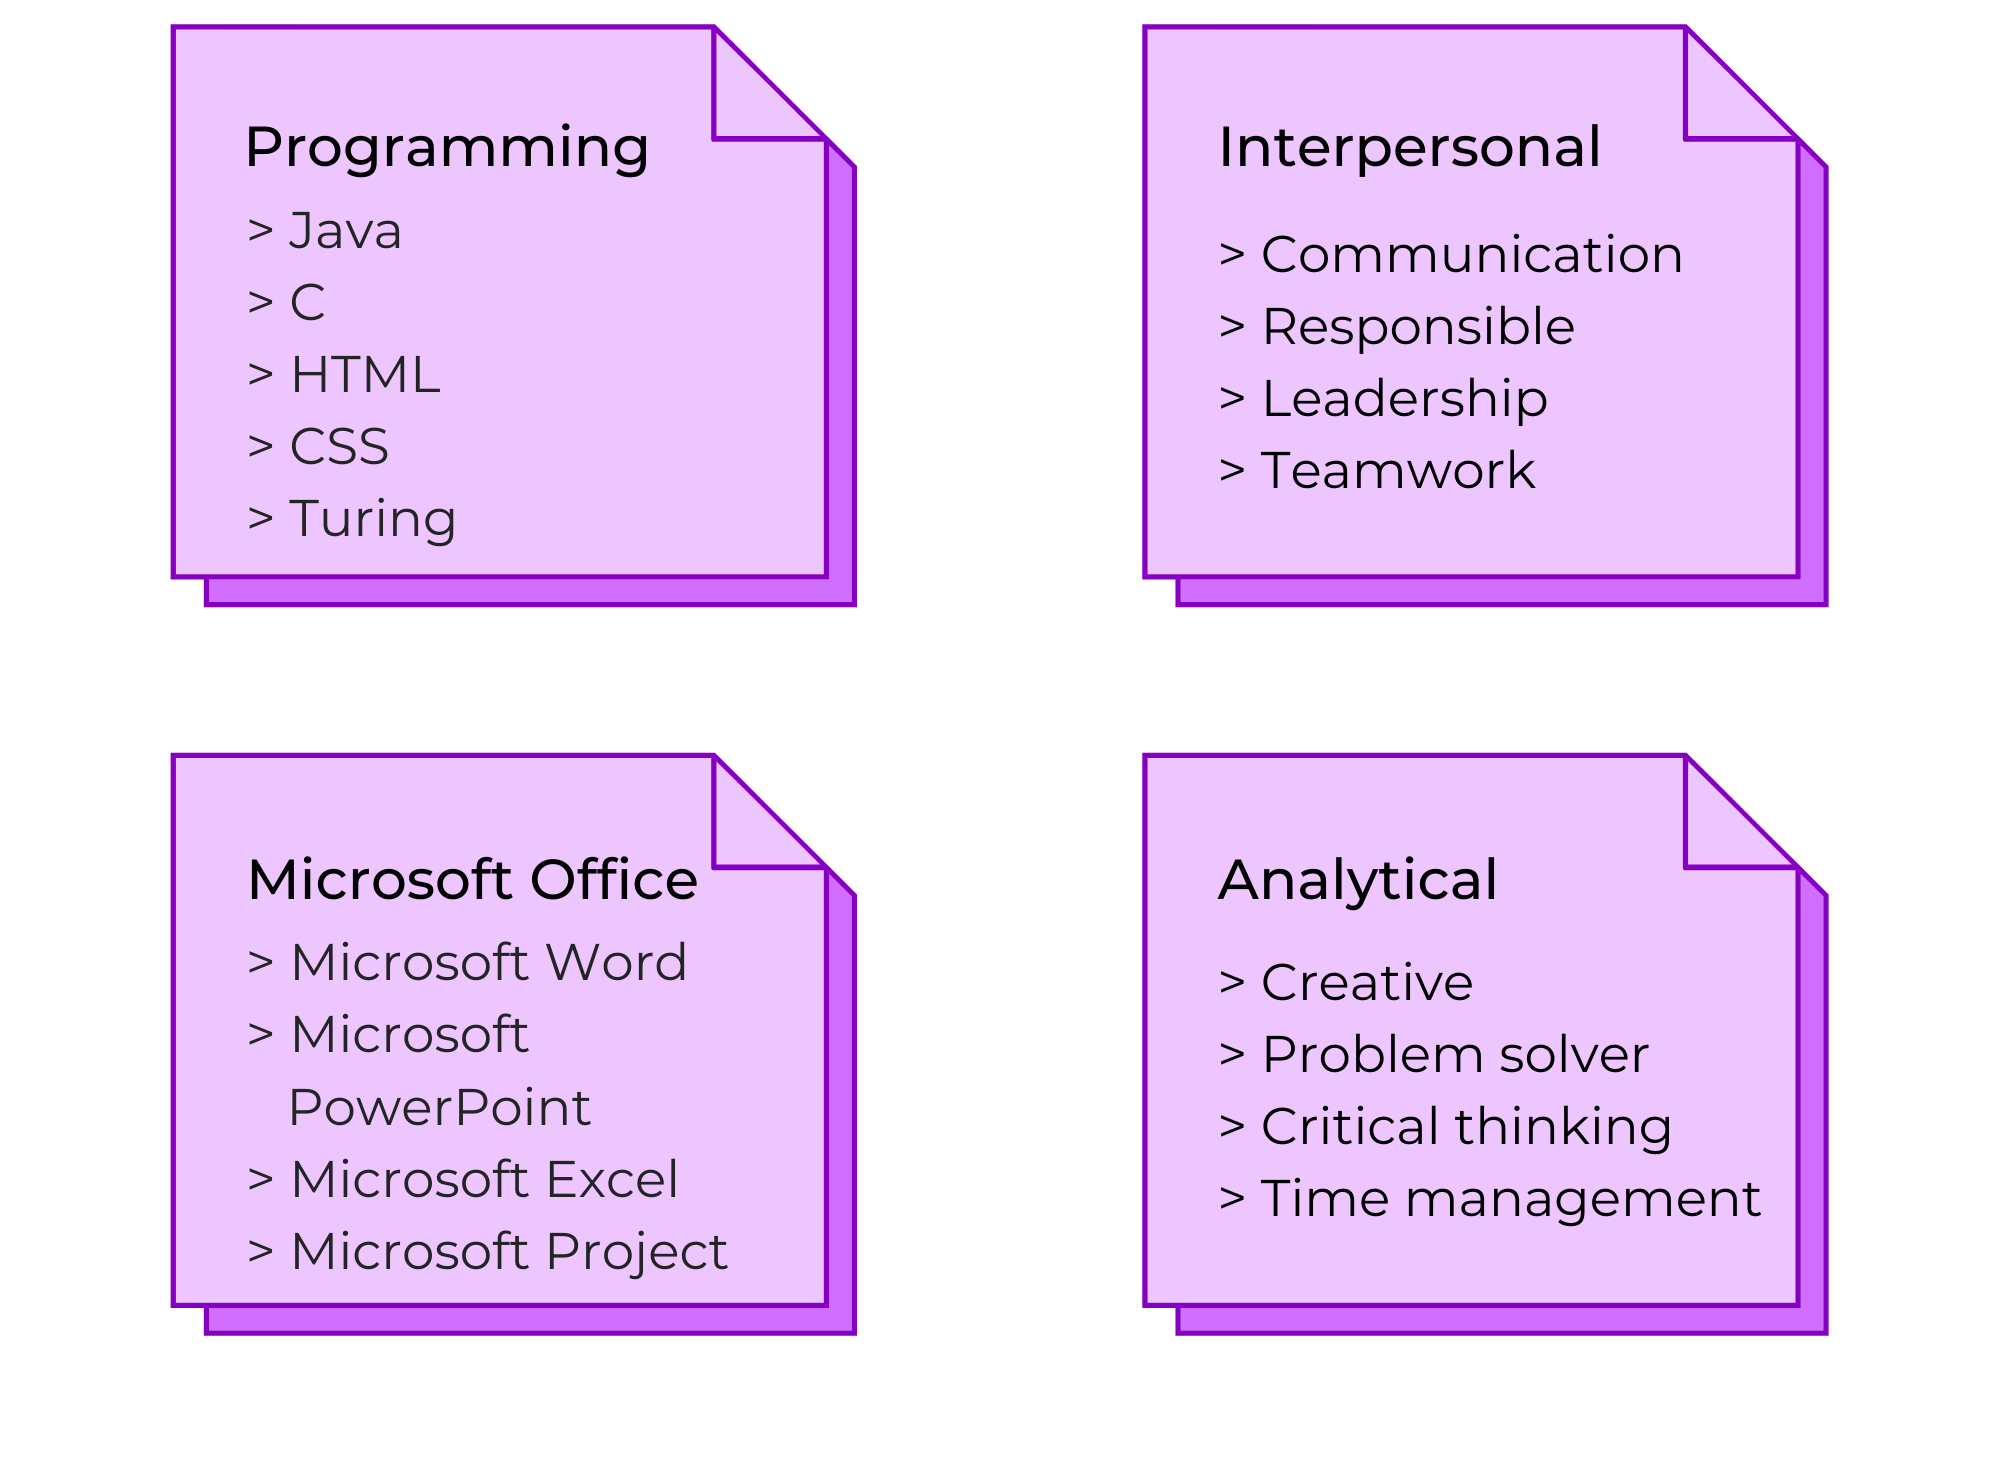 Programming
> Java
> C
> HTML
> CSS
> Turing
Interpersonal
> Communication
> Responsible
> Leadership
> Teamwork
Microsoft Office
> Microsoft Word
> Microsoft
PowerPoint
> Microsoft Excel
> Microsoft Project
Analytical
> Creative
> Problem solver
> Critical thinking
> Time management